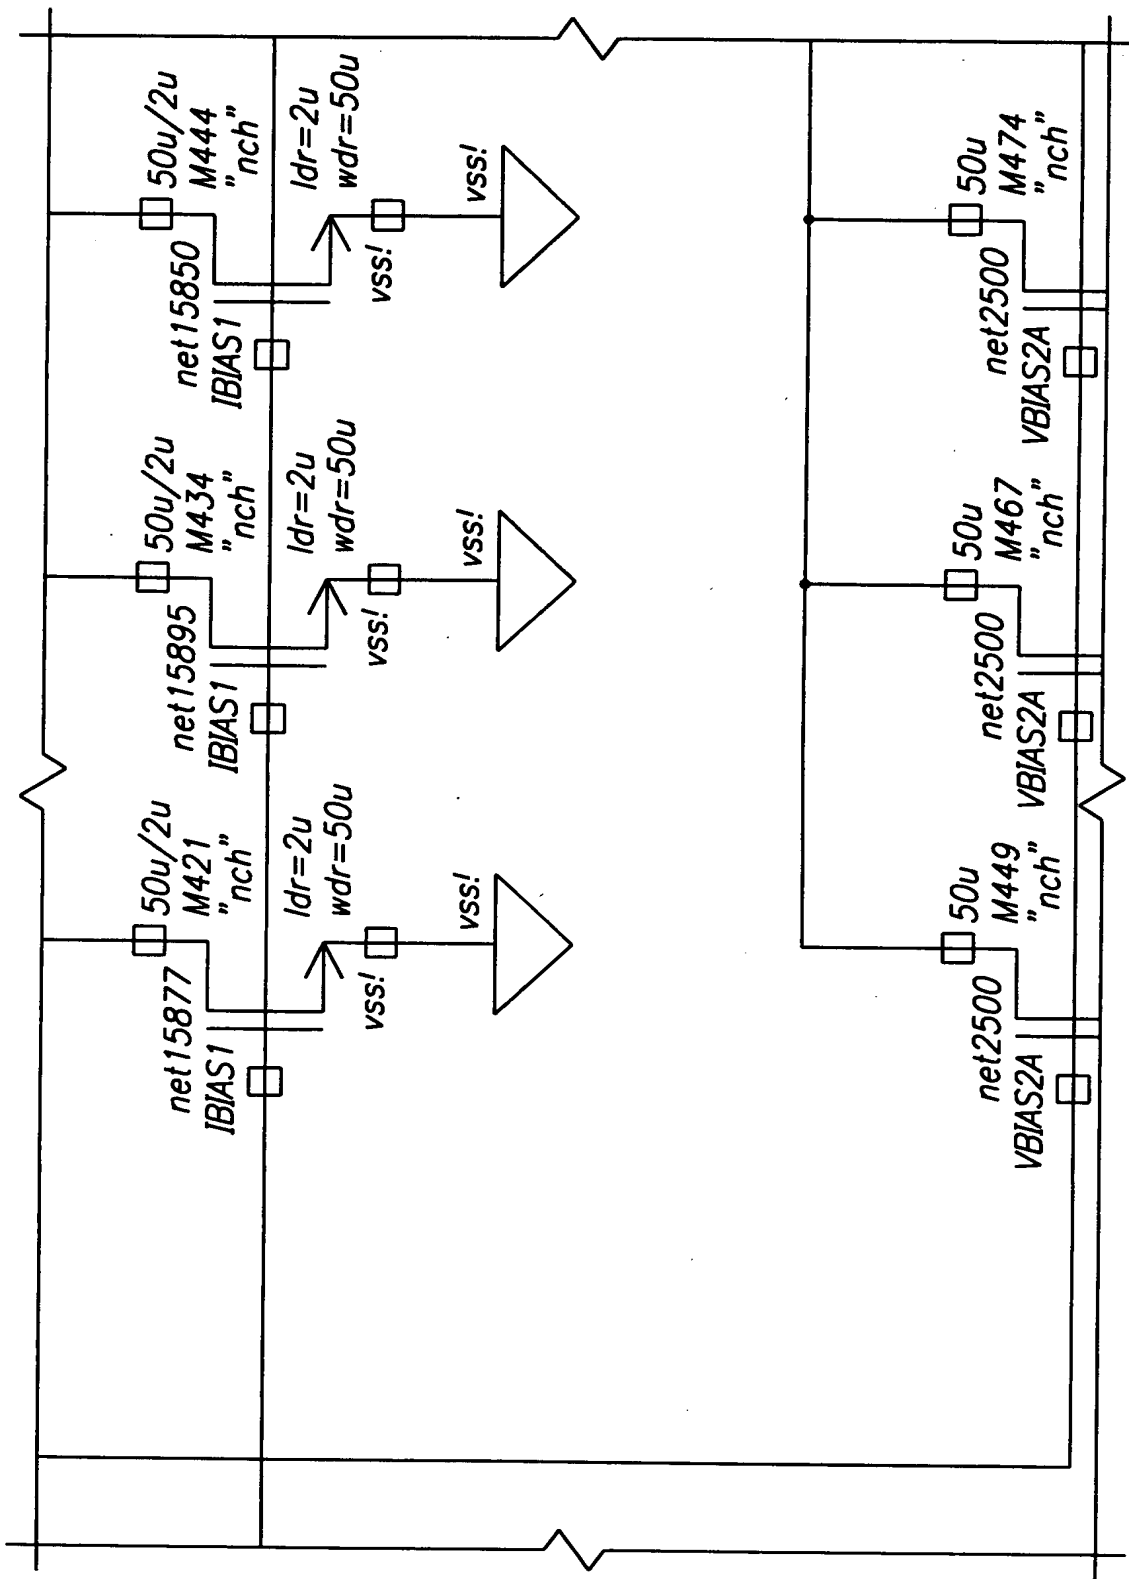 50u/2u
M444
"nch"
net15850
IBIAS1
ldr=2u
wdr=50u
vss!
vss!
50u/2u
M434
"nch"
net15895
IBIAS1
ldr=2u
wdr=50u
vss!
vss!
50u/2u
M421
"nch"
net15877
IBIAS1
ldr=2u
wdr=50u
vss!
vss!
50u
M474
"nch"
net2500
VBIAS2A
50u
M467
"nch"
net2500
VBIAS2A
50u
M449
"nch"
net2500
VBIAS2A